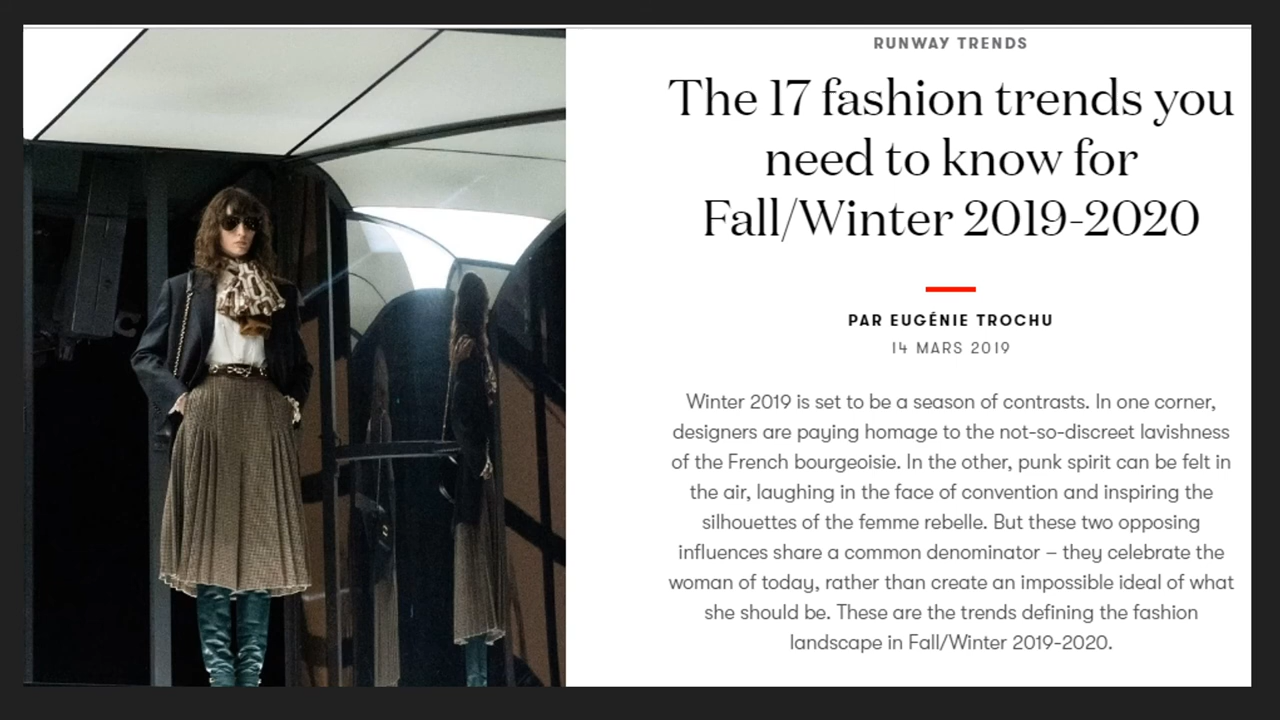 RUNWAY TRENDS
The 17 fashion trends you
need to know for
Fall/Winter 2019-2020
PAR EUGÉNIE TROCHU
14 MARS 2019
Winter 2019 is set to be a season of contrasts. In one corner,
designers are paying homage to the not-so-discreet lavishness
of the French bourgeoisie. In the other, punk spirit can be felt in
the air, laughing in the face of convention and inspiring the
silhouettes of the femme rebelle. But these two opposing
influences share a common denominator – they celebrate the
woman of today, rather than create an impossible ideal of what
she should be. These are the trends defining the fashion
landscape in Fall/Winter 2019-2020.